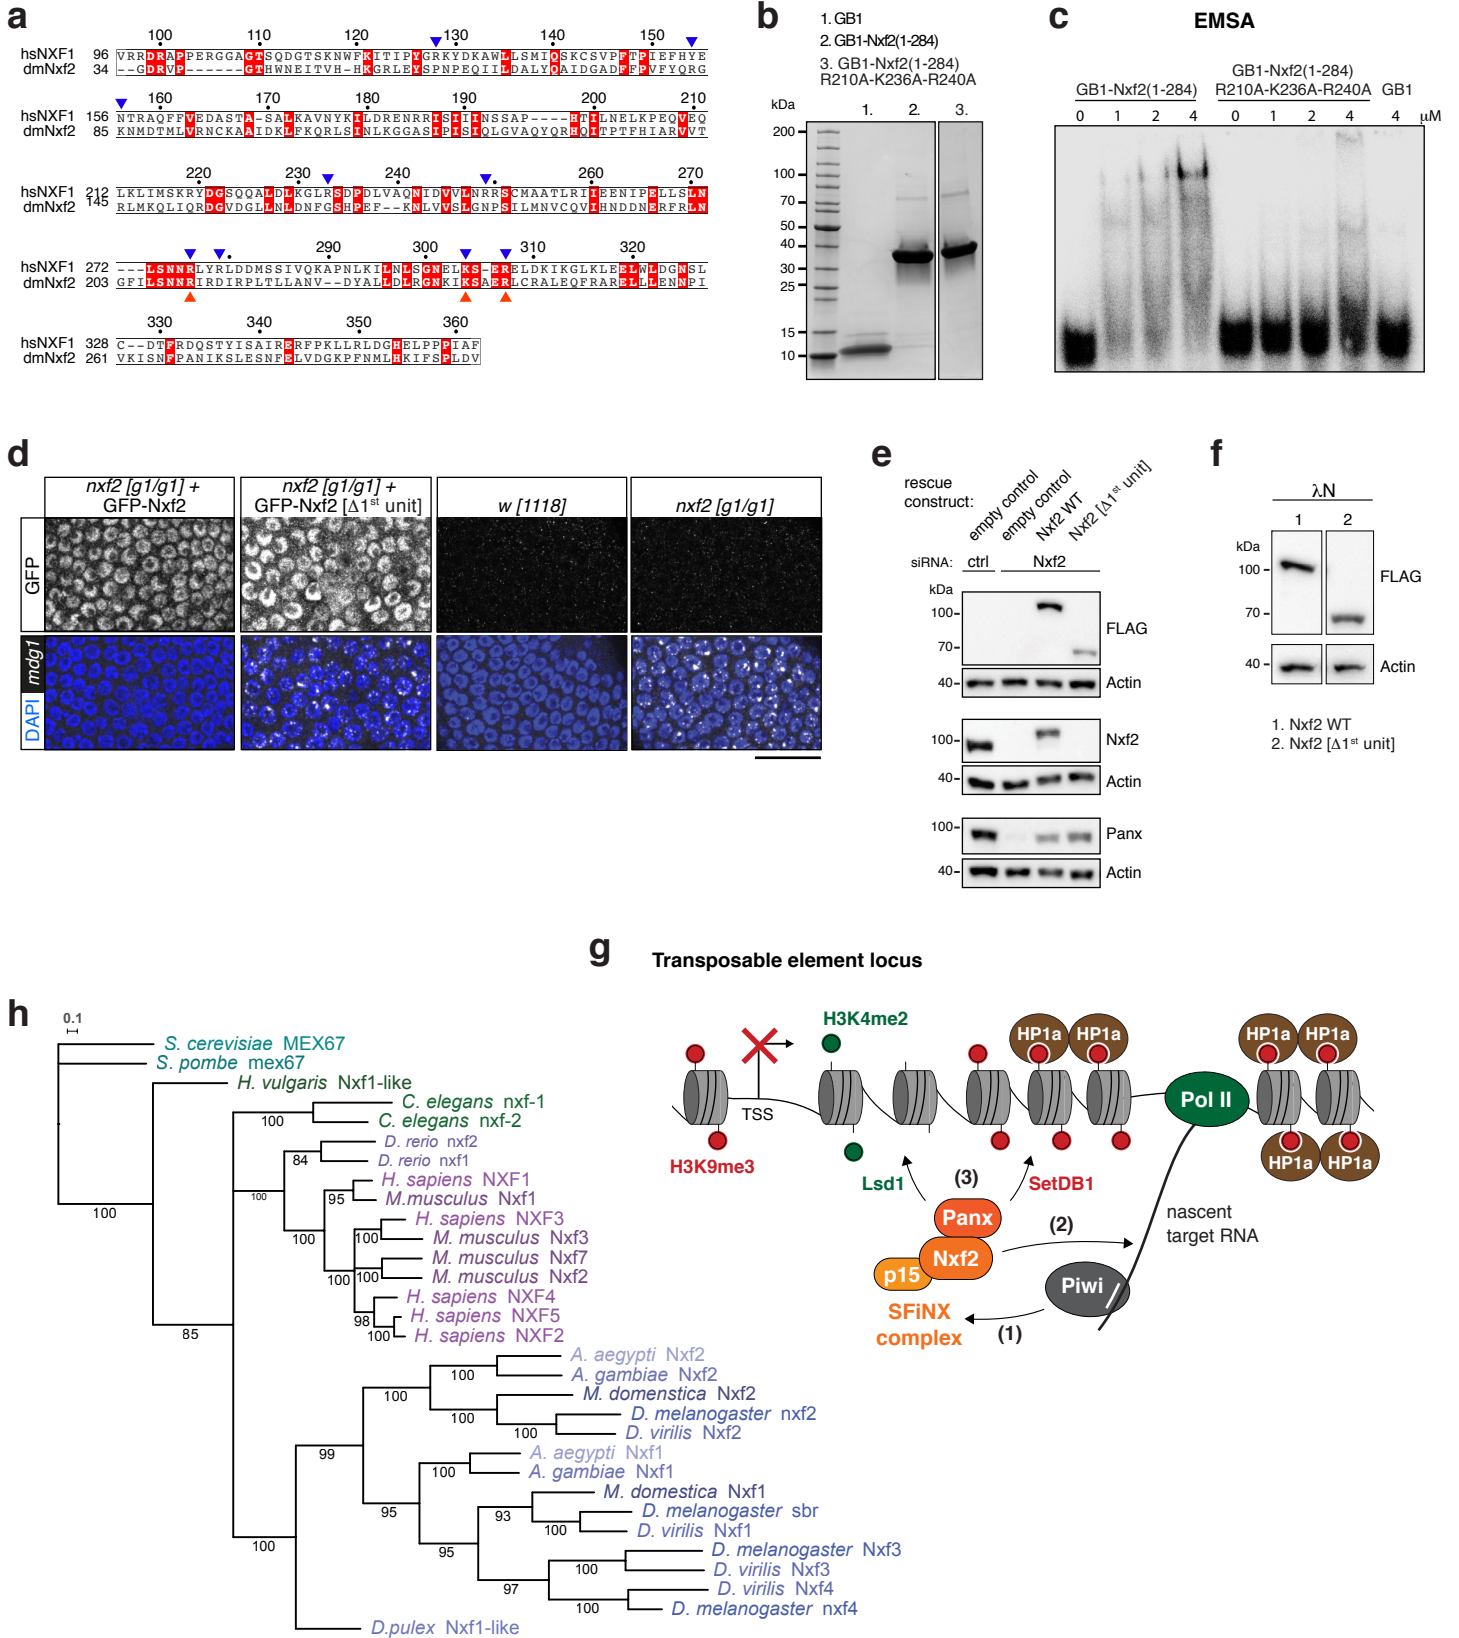 a
100 110 120 130 140 150
hsNXF1 96 VRRDRAPPERGGAGTSQDGTSKNWFKITIPYGRKYDKAWLLSMIQSKCSVPFTPIEFHYE
dmNxf2 34 --GDRVP------GTHWNEITVH-HKGRLEYSPNPEQIILDALYQAIDGADFFVFYQRG
160 170 180 190 200 210
hsNXF1 156 NTRAQFFVEDASTA-SALKAVNYKILDRENRRISIIINSSAP----HTILNELKPEQVEQ
dmNxf2 85 KNMDTMLVRNCKAAIDKLFKQRLSINLKGGASIPISIQLGVAQYQRHQITPTFHIARVVT
220 230 240 250 260 270
hsNXF1 212 LKLIMSKRYDGSQQALDLKGLRSDPDLVAQNIDVVLNRRSCMAATLRIIEENIPELLSLN
dmNxf2 145 RLMKQLIQRDGVDGLLNLDNFGSHPEF--KNLVVSLGNPSILMNVCQVIHNDDNERFRLN
290 300 310 320
hsNXF1 272 ---LSNNRLYRLDDMSSIVQKAPNLKILNLSGNELKS-ERELDKIKGLKLEELWLDGNSL
dmNxf2 203 GFILSNNRIRDIRPLTLLANV--DYALLDLRGNKIKSAERLCRALEQFRARELLLENNPI
330 340 350 360
hsNXF1 328 C--DTFRDQSTYISAIRERFPKLLRLDGHELPPPIAF
dmNxf2 261 VKISNFPANIKSLESNFELVDGKPFNMLHKIFSPLDV
b
1. GB1
2. GB1-Nxf2(1-284)
3. GB1-Nxf2(1-284)
R210A-K236A-R240A
kDa
1. 2. 3.
200
100
70
50
40
30
25
15
10
c
EMSA
GB1-Nxf2(1-284)
GB1-Nxf2(1-284)
R210A-K236A-R240A
GB1
0 1 2 4 0 1 2 4 4 μM
d
nxf2 [g1/g1] +
GFP-Nxf2
nxf2 [g1/g1] +
GFP-Nxf2 [Δ1st unit]
w [1118]
nxf2 [g1/g1]
GFP
DAPI mdg1
e
rescue
construct:
empty control
empty control
Nxf2 WT
Nxf2 [Δ1st unit]
siRNA: ctrl Nxf2
kDa
100
70
FLAG
40
Actin
100
Nxf2
40
Actin
100
Panx
40
Actin
f
λN
1 2
kDa
100
70
FLAG
40
Actin
1. Nxf2 WT
2. Nxf2 [Δ1st unit]
g
Transposable element locus
H3K4me2
HP1a HP1a
HP1a HP1a
TSS
Pol II
H3K9me3
HP1a HP1a
Lsd1
(3)
SetDB1
Panx
(2)
nascent
target RNA
Nxf2
p15
Piwi
SFiNX
complex
(1)
h
0.1
S. cerevisiae MEX67
S. pombe mex67
H. vulgaris Nxf1-like
C. elegans nxf-1
100
C. elegans nxf-2
D. rerio nxf2
84
D. rerio nxf1
H. sapiens NXF1
100
95
M.musculus Nxf1
100
H. sapiens NXF3
100
100
M. musculus Nxf3
M. musculus Nxf7
100
100
M. musculus Nxf2
H. sapiens NXF4
98
H. sapiens NXF5
85
100
H. sapiens NXF2
A. aegypti Nxf2
100
A. gambiae Nxf2
100
M. domenstica Nxf2
100
D. melanogaster nxf2
100
D. virilis Nxf2
99
A. aegypti Nxf1
100
A. gambiae Nxf1
M. domestica Nxf1
95
93
D. melanogaster sbr
100
D. virilis Nxf1
100
95
D. melanogaster Nxf3
100
D. virilis Nxf3
97
D. virilis Nxf4
100
D. melanogaster nxf4
D.pulex Nxf1-like